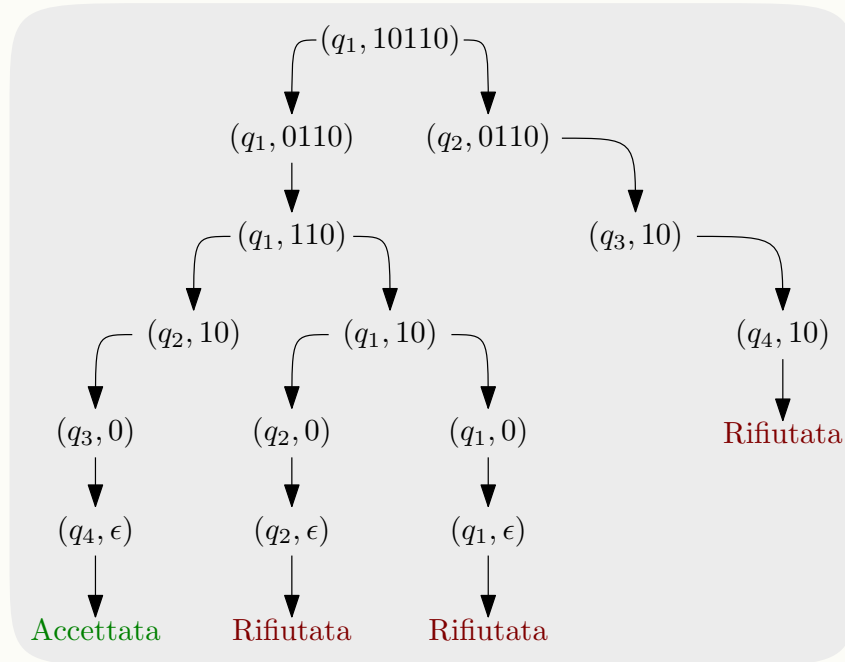 (q₁, 10110)
(q₁, 0110) (q₂, 0110)
(q₁, 110) (q₃, 10)
(q₂, 10) (q₁, 10) (q₄, 10)
(q₃, 0) (q₂, 0) (q₁, 0) Rifiutata
(q₄, ϵ) (q₂, ϵ) (q₁, ϵ)
Accettata Rifiutata Rifiutata